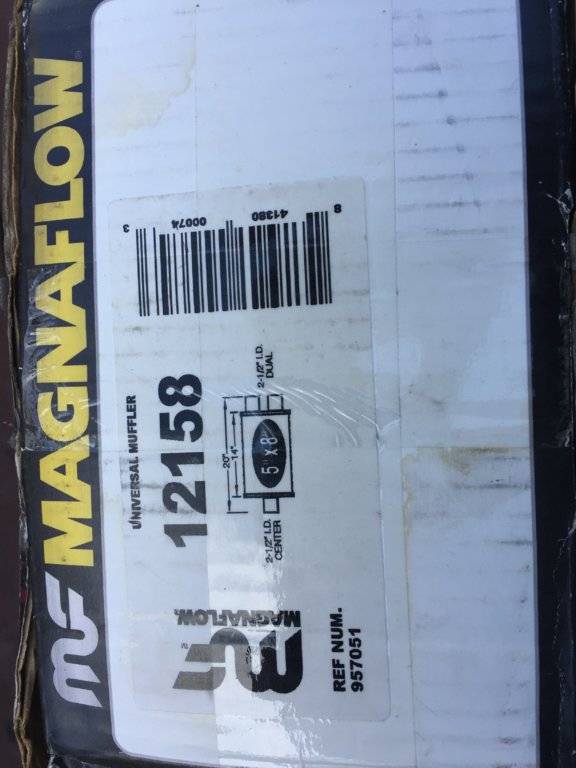 MF MAGNAFLOW
UNIVERSAL MUFFLER
12158
20"
14"
5" x 8"
2-1/2" I.D.
CENTER
2-1/2" I.D.
DUAL
8 41380 00074 3
MAGNAFLOW.
REF NUM.
957051